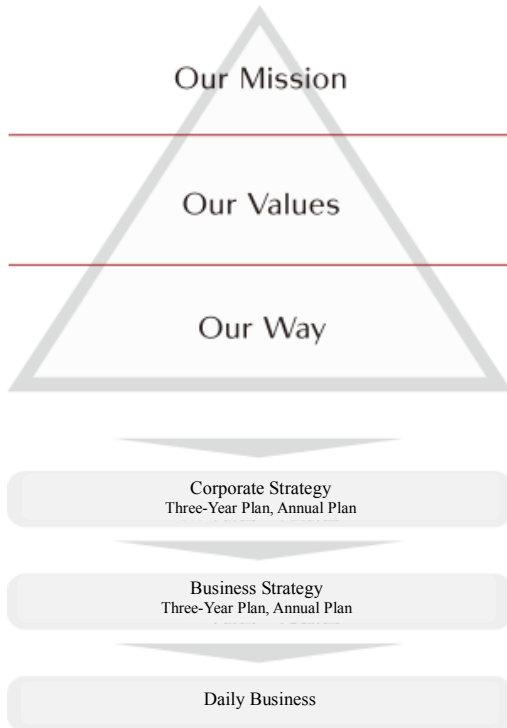 Our Mission
Our Values
Our Way
Corporate Strategy
Three-Year Plan, Annual Plan
Business Strategy
Three-Year Plan, Annual Plan
Daily Business